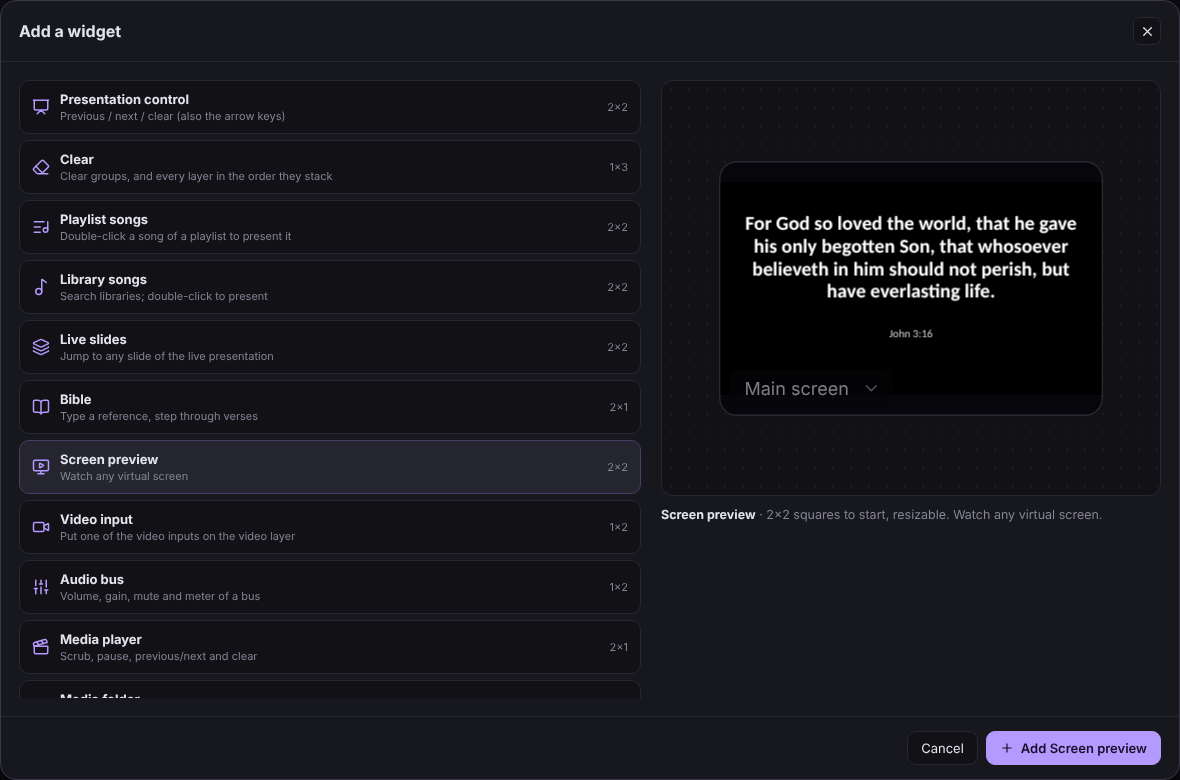 Add a widget
Presentation control
Previous / next / clear (also the arrow keys)
2×2
Clear
Clear groups, and every layer in the order they stack
1×3
Playlist songs
Double-click a song of a playlist to present it
2×2
Library songs
Search libraries; double-click to present
2×2
Live slides
Jump to any slide of the live presentation
2×2
Bible
Type a reference, step through verses
2×1
Screen preview
Watch any virtual screen
2×2
Video input
Put one of the video inputs on the video layer
1×2
Audio bus
Volume, gain, mute and meter of a bus
1×2
Media player
Scrub, pause, previous/next and clear
2×1
Media folder
For God so loved the world, that he gave
his only begotten Son, that whosoever
believeth in him should not perish, but
have everlasting life.
John 3:16
Main screen
Screen preview · 2×2 squares to start, resizable. Watch any virtual screen.
Cancel
+ Add Screen preview